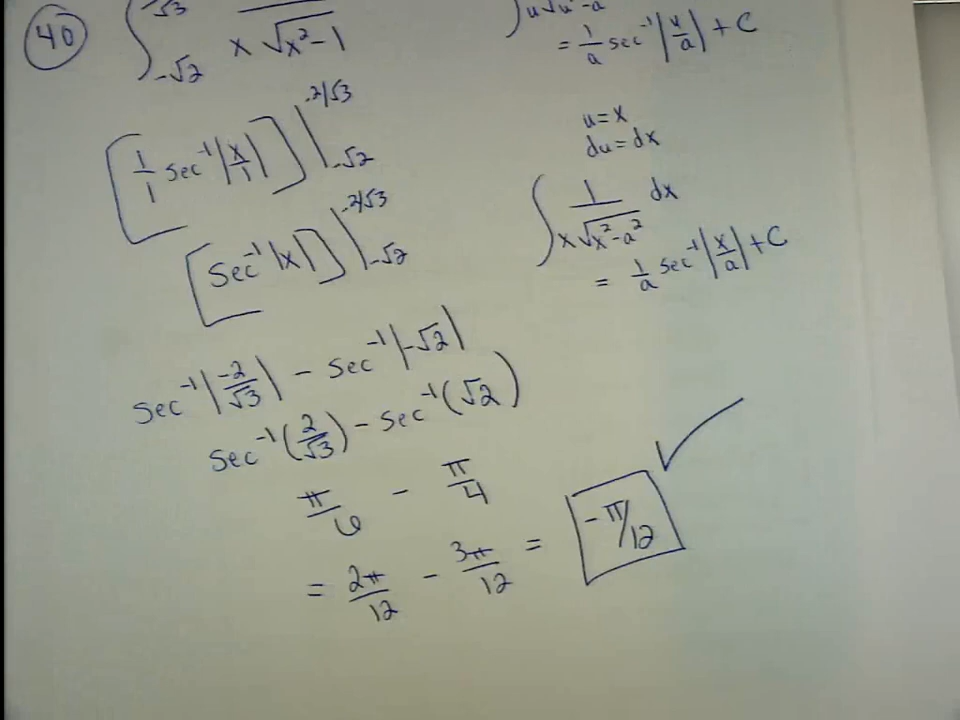 40 ∫ √3
-√2 x √x²-1
[1/1 sec⁻¹|x/1|] | -2/√3
-√2
[sec⁻¹|x|] | -2/√3
-√2
sec⁻¹|-2/√3| - sec⁻¹|-√2|
sec⁻¹(2/√3) - sec⁻¹(√2)
π/6 - π/4
= 2π/12 - 3π/12 = -π/12 ✓
= 1/a sec⁻¹|u/a| + C
u=x
du=dx
∫ 1/(x√x²-a²) dx
= 1/a sec⁻¹|x/a| + C